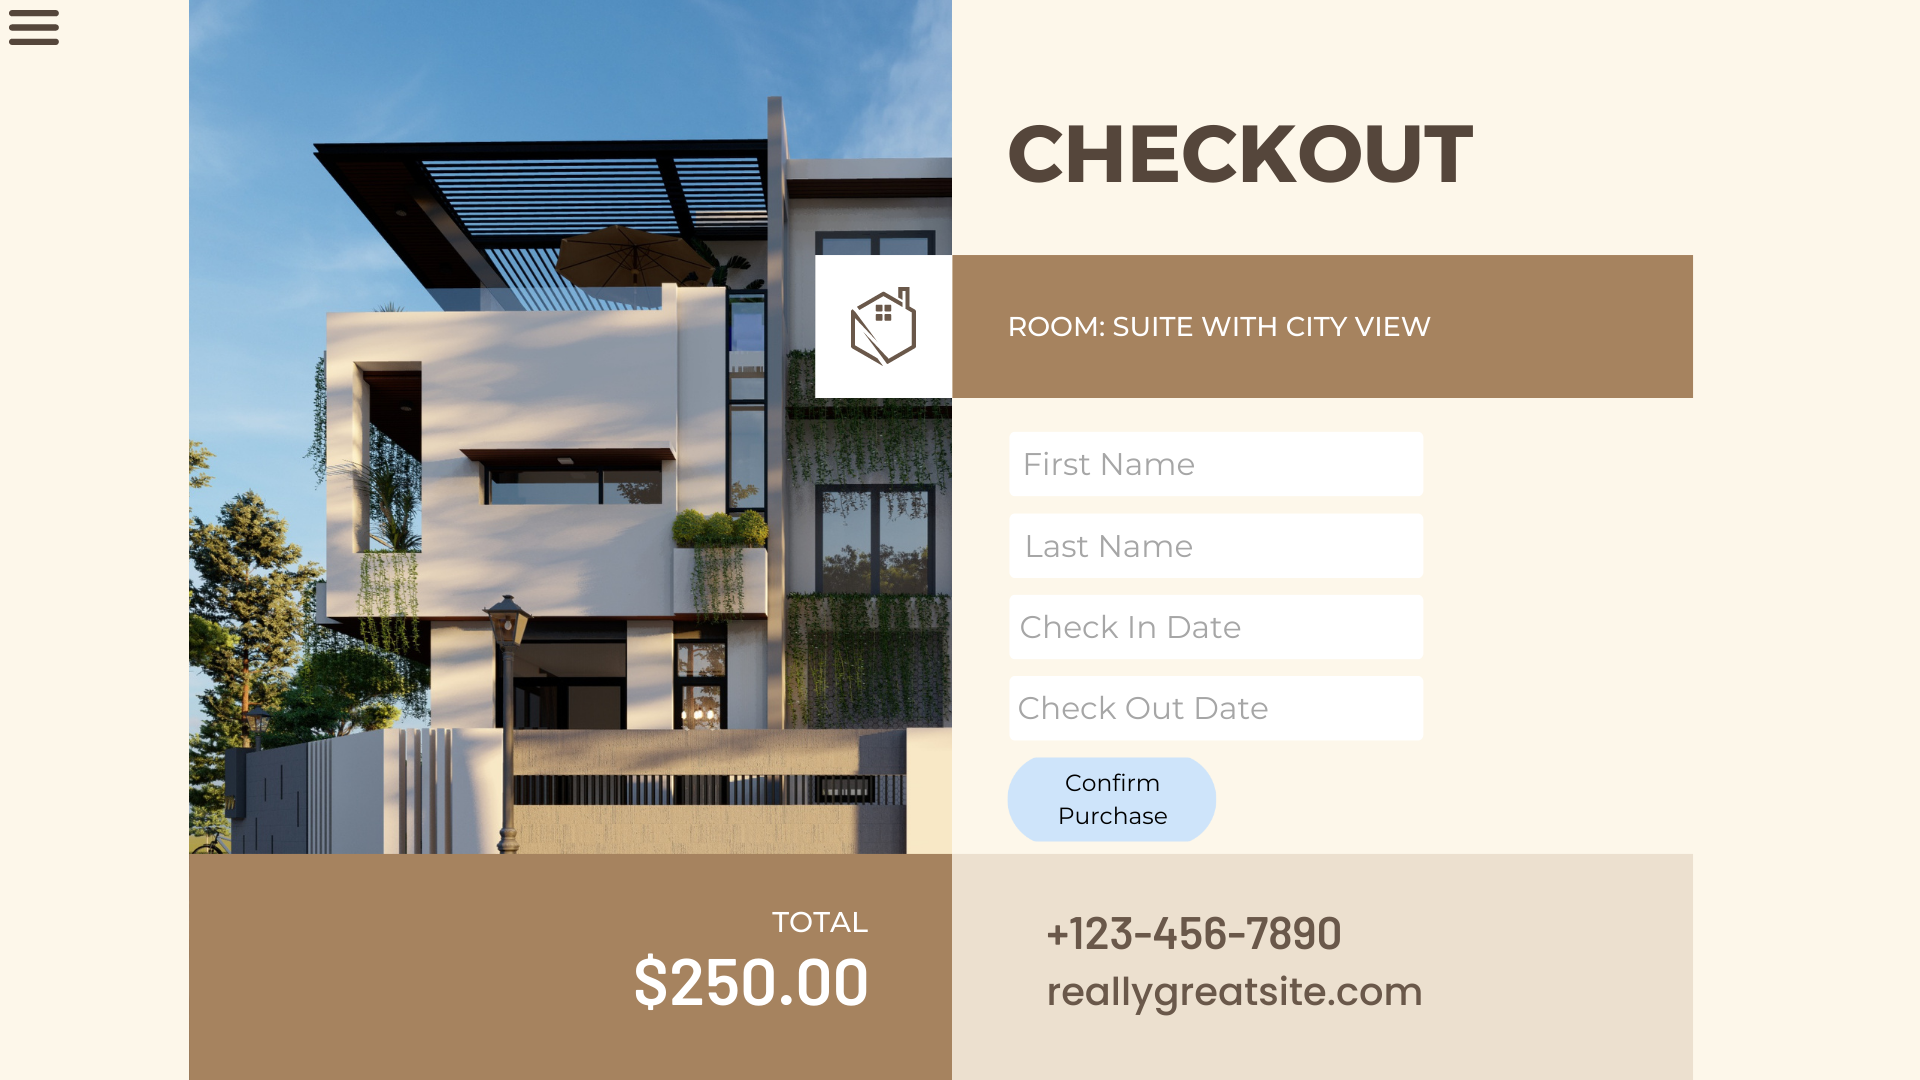 CHECKOUT
ROOM: SUITE WITH CITY VIEW
First Name
Last Name
Check In Date
Check Out Date
Confirm
Purchase
TOTAL
$250.00
+123-456-7890
reallygreatsite.com